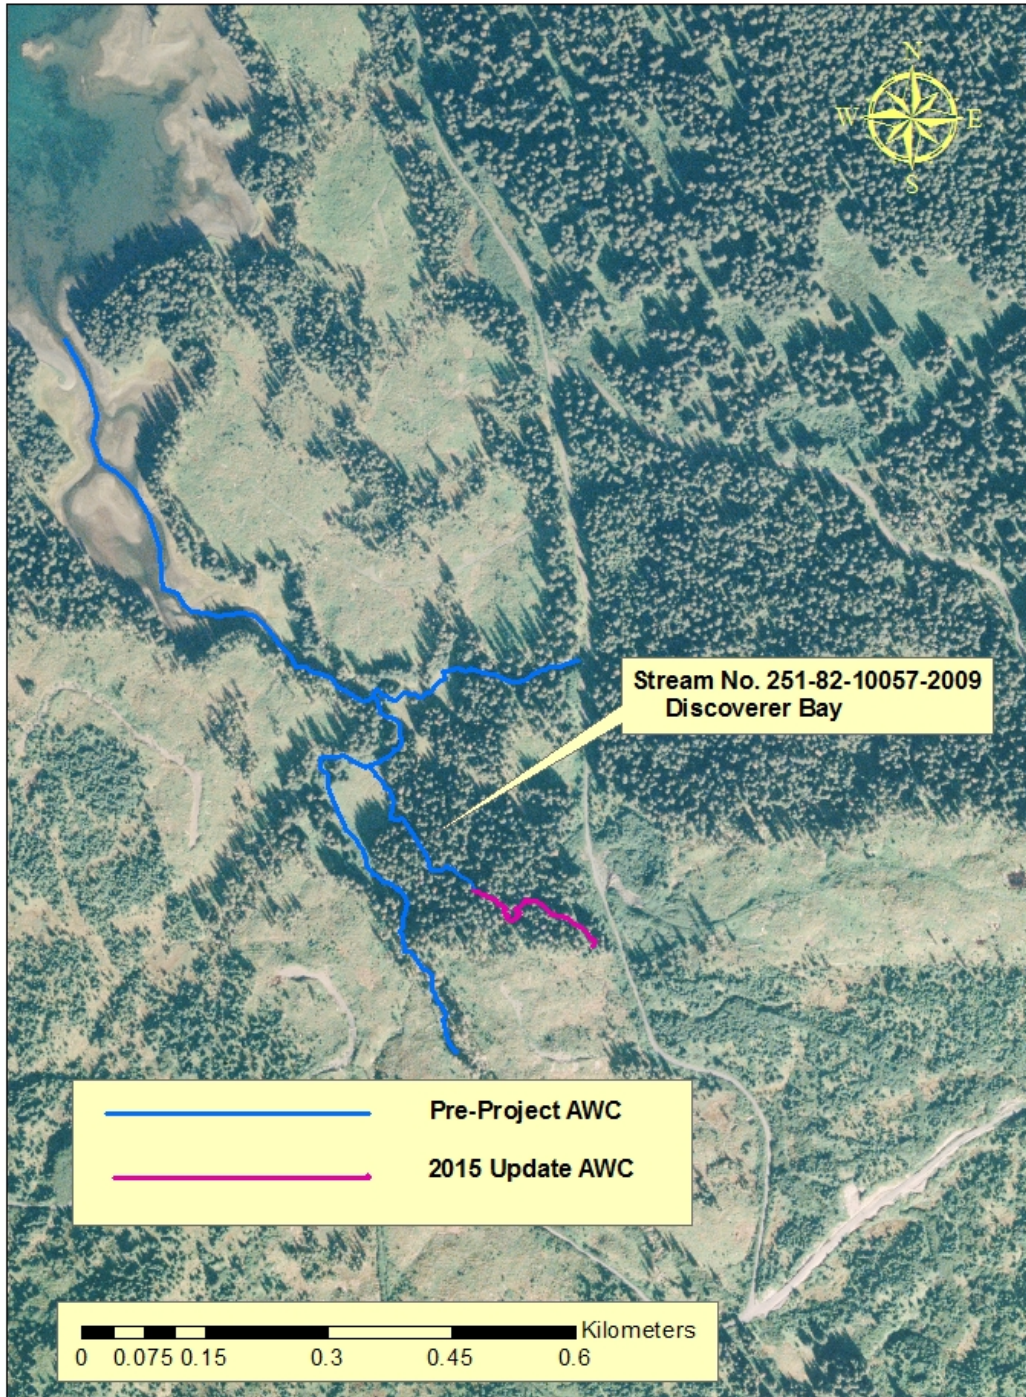 N
W E
S
Stream No. 251-82-10057-2009
Discoverer Bay
Pre-Project AWC
2015 Update AWC
Kilometers
0 0.075 0.15 0.3 0.45 0.6